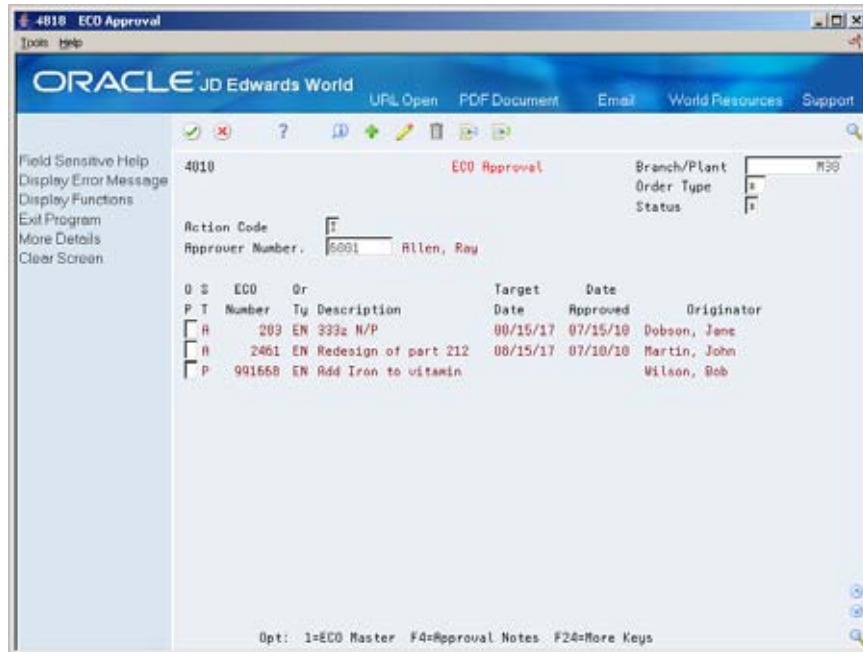 4818 ECO Approval
Tools Help
ORACLE JD Edwards World
URL Open PDF Document Email World Resources Support
Field Sensitive Help
Display Error Message
Display Functions
Exit Program
More Details
Clear Screen
4818 ECO Approval Branch/Plant M30
Order Type *
Status *
Action Code I
Approver Number. 6001 Allen, Ray
O S ECO Or Target Date
P T Number Ty Description Date Approved Originator
A 203 EN 333z N/P 08/15/17 07/15/10 Dobson, Jane
A 2461 EN Redesign of part 212 08/15/17 07/10/10 Martin, John
P 991668 EN Add Iron to vitamin Wilson, Bob
Opt: 1=ECO Master F4=Approval Notes F24=More Keys